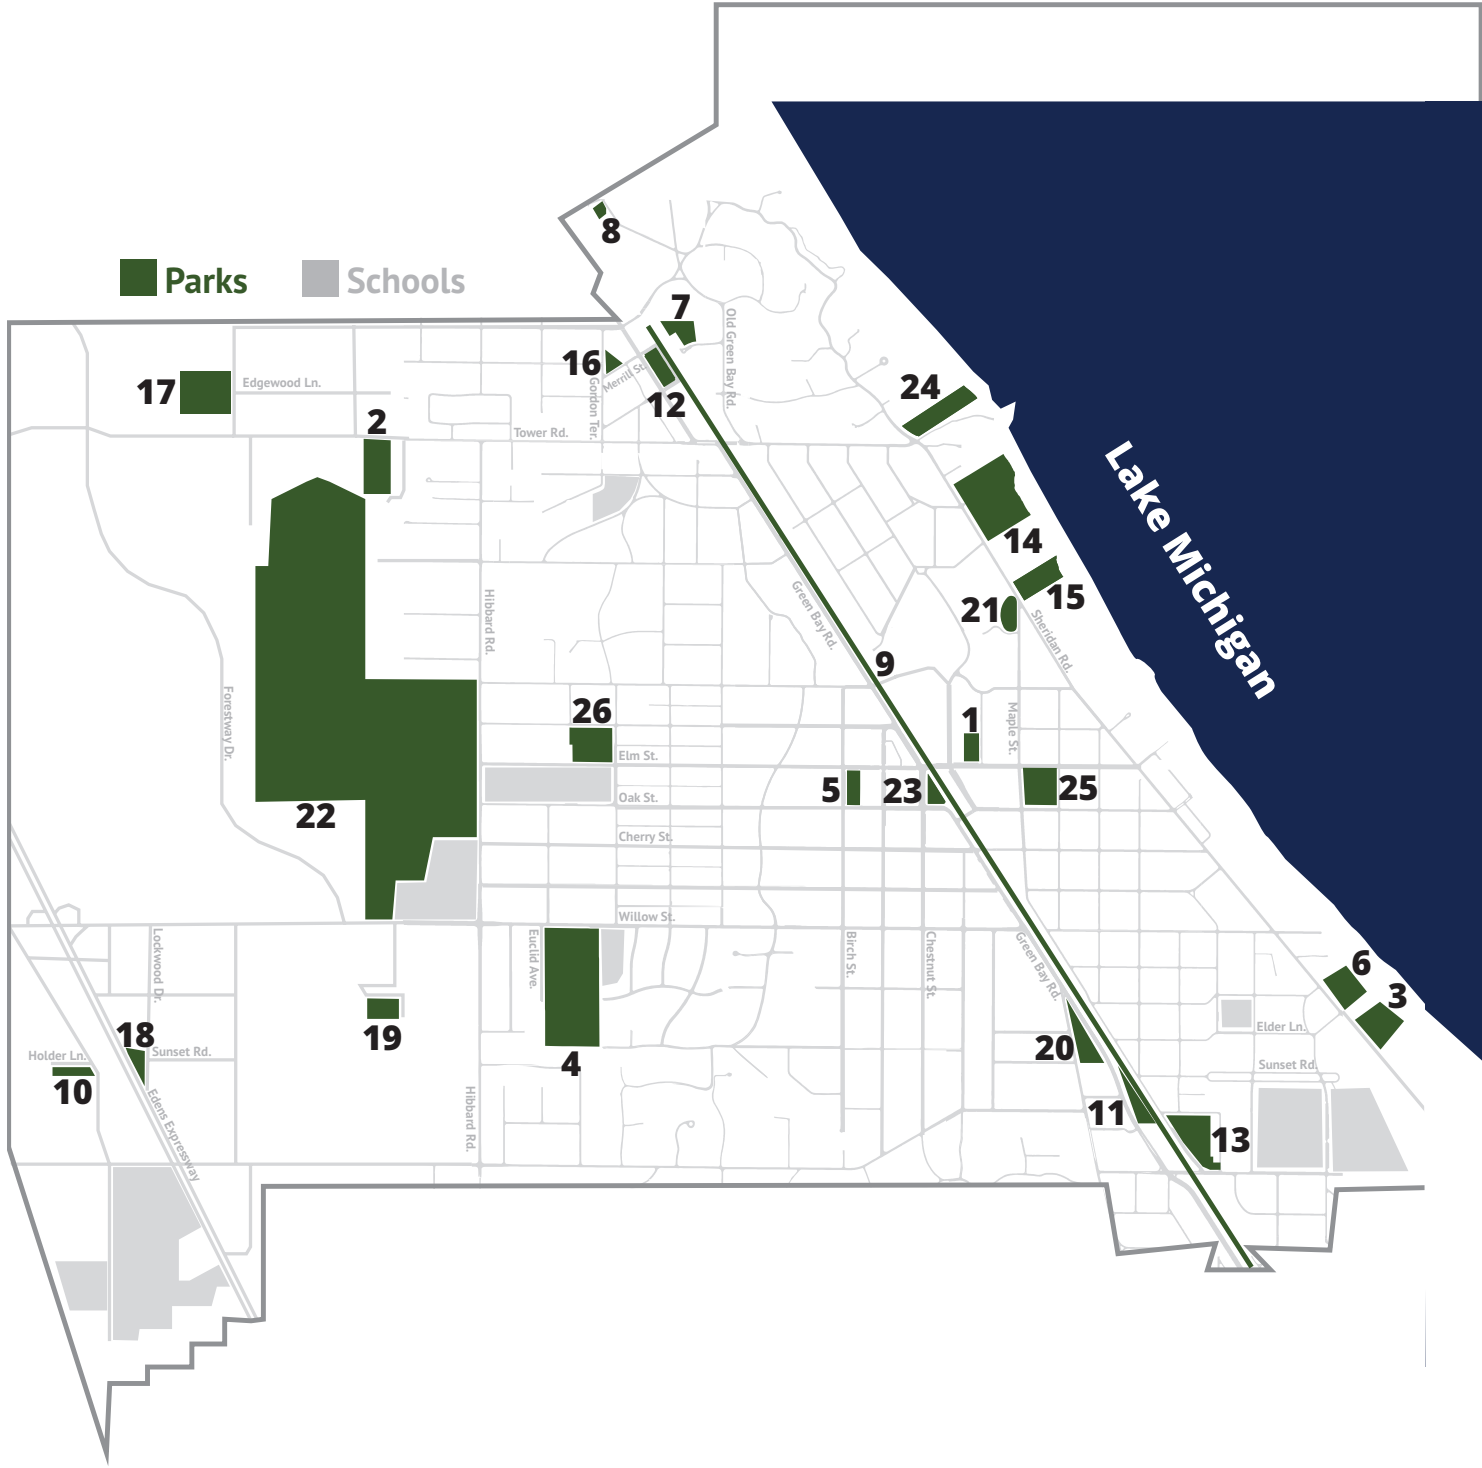 8
Parks
Schools
7
Old Green Bay Rd.
16
Merrill St.
Gordon Ter.
12
17
Edgewood Ln.
24
2
Tower Rd.
Lake Michigan
14
15
21
Green Bay Rd.
Hibbard Rd.
Sheridan Rd.
9
Forestway Dr.
26
1
Maple St.
Elm St.
5
23
25
Oak St.
22
Cherry St.
Willow St.
Lockwood Dr.
Euclid Ave.
Birch St.
Chestnut St.
Green Bay Rd.
6
3
Elder Ln.
18
19
Holder Ln.
Sunset Rd.
4
20
Sunset Rd.
10
Edens Expressway
Hibbard Rd.
11
13